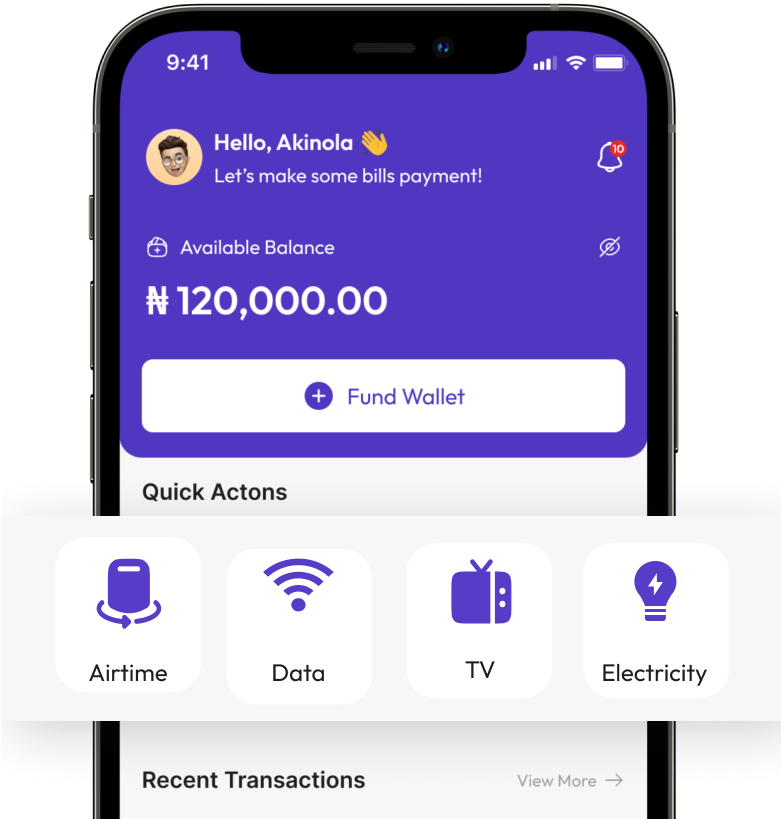 9:41
Hello, Akinola 👋
10
Let's make some bills payment!
Available Balance
₦ 120,000.00
Fund Wallet
Quick Actons
Airtime
Data
TV
Electricity
Recent Transactions
View More →